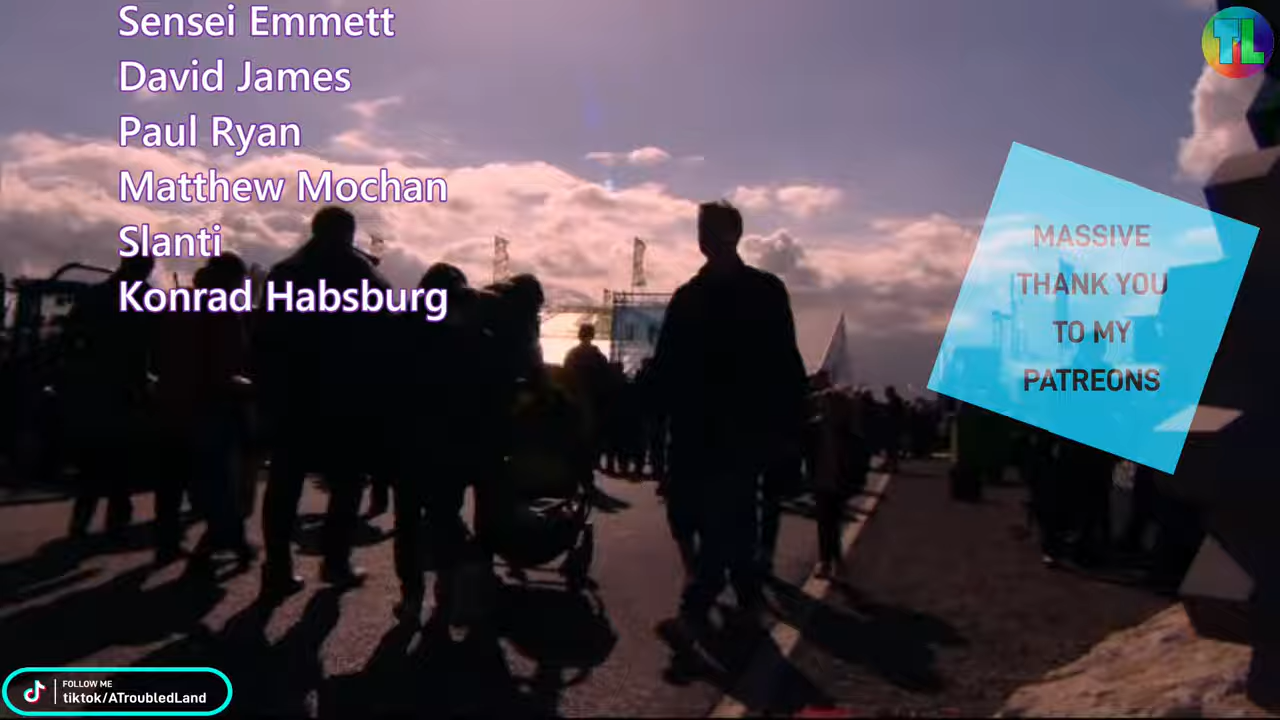 Sensei Emmett
David James
Paul Ryan
Matthew Mochan
Slanti
Konrad Habsburg
TL
MASSIVE
THANK YOU
TO MY
PATREONS
FOLLOW ME
tiktok/ATroubledLand